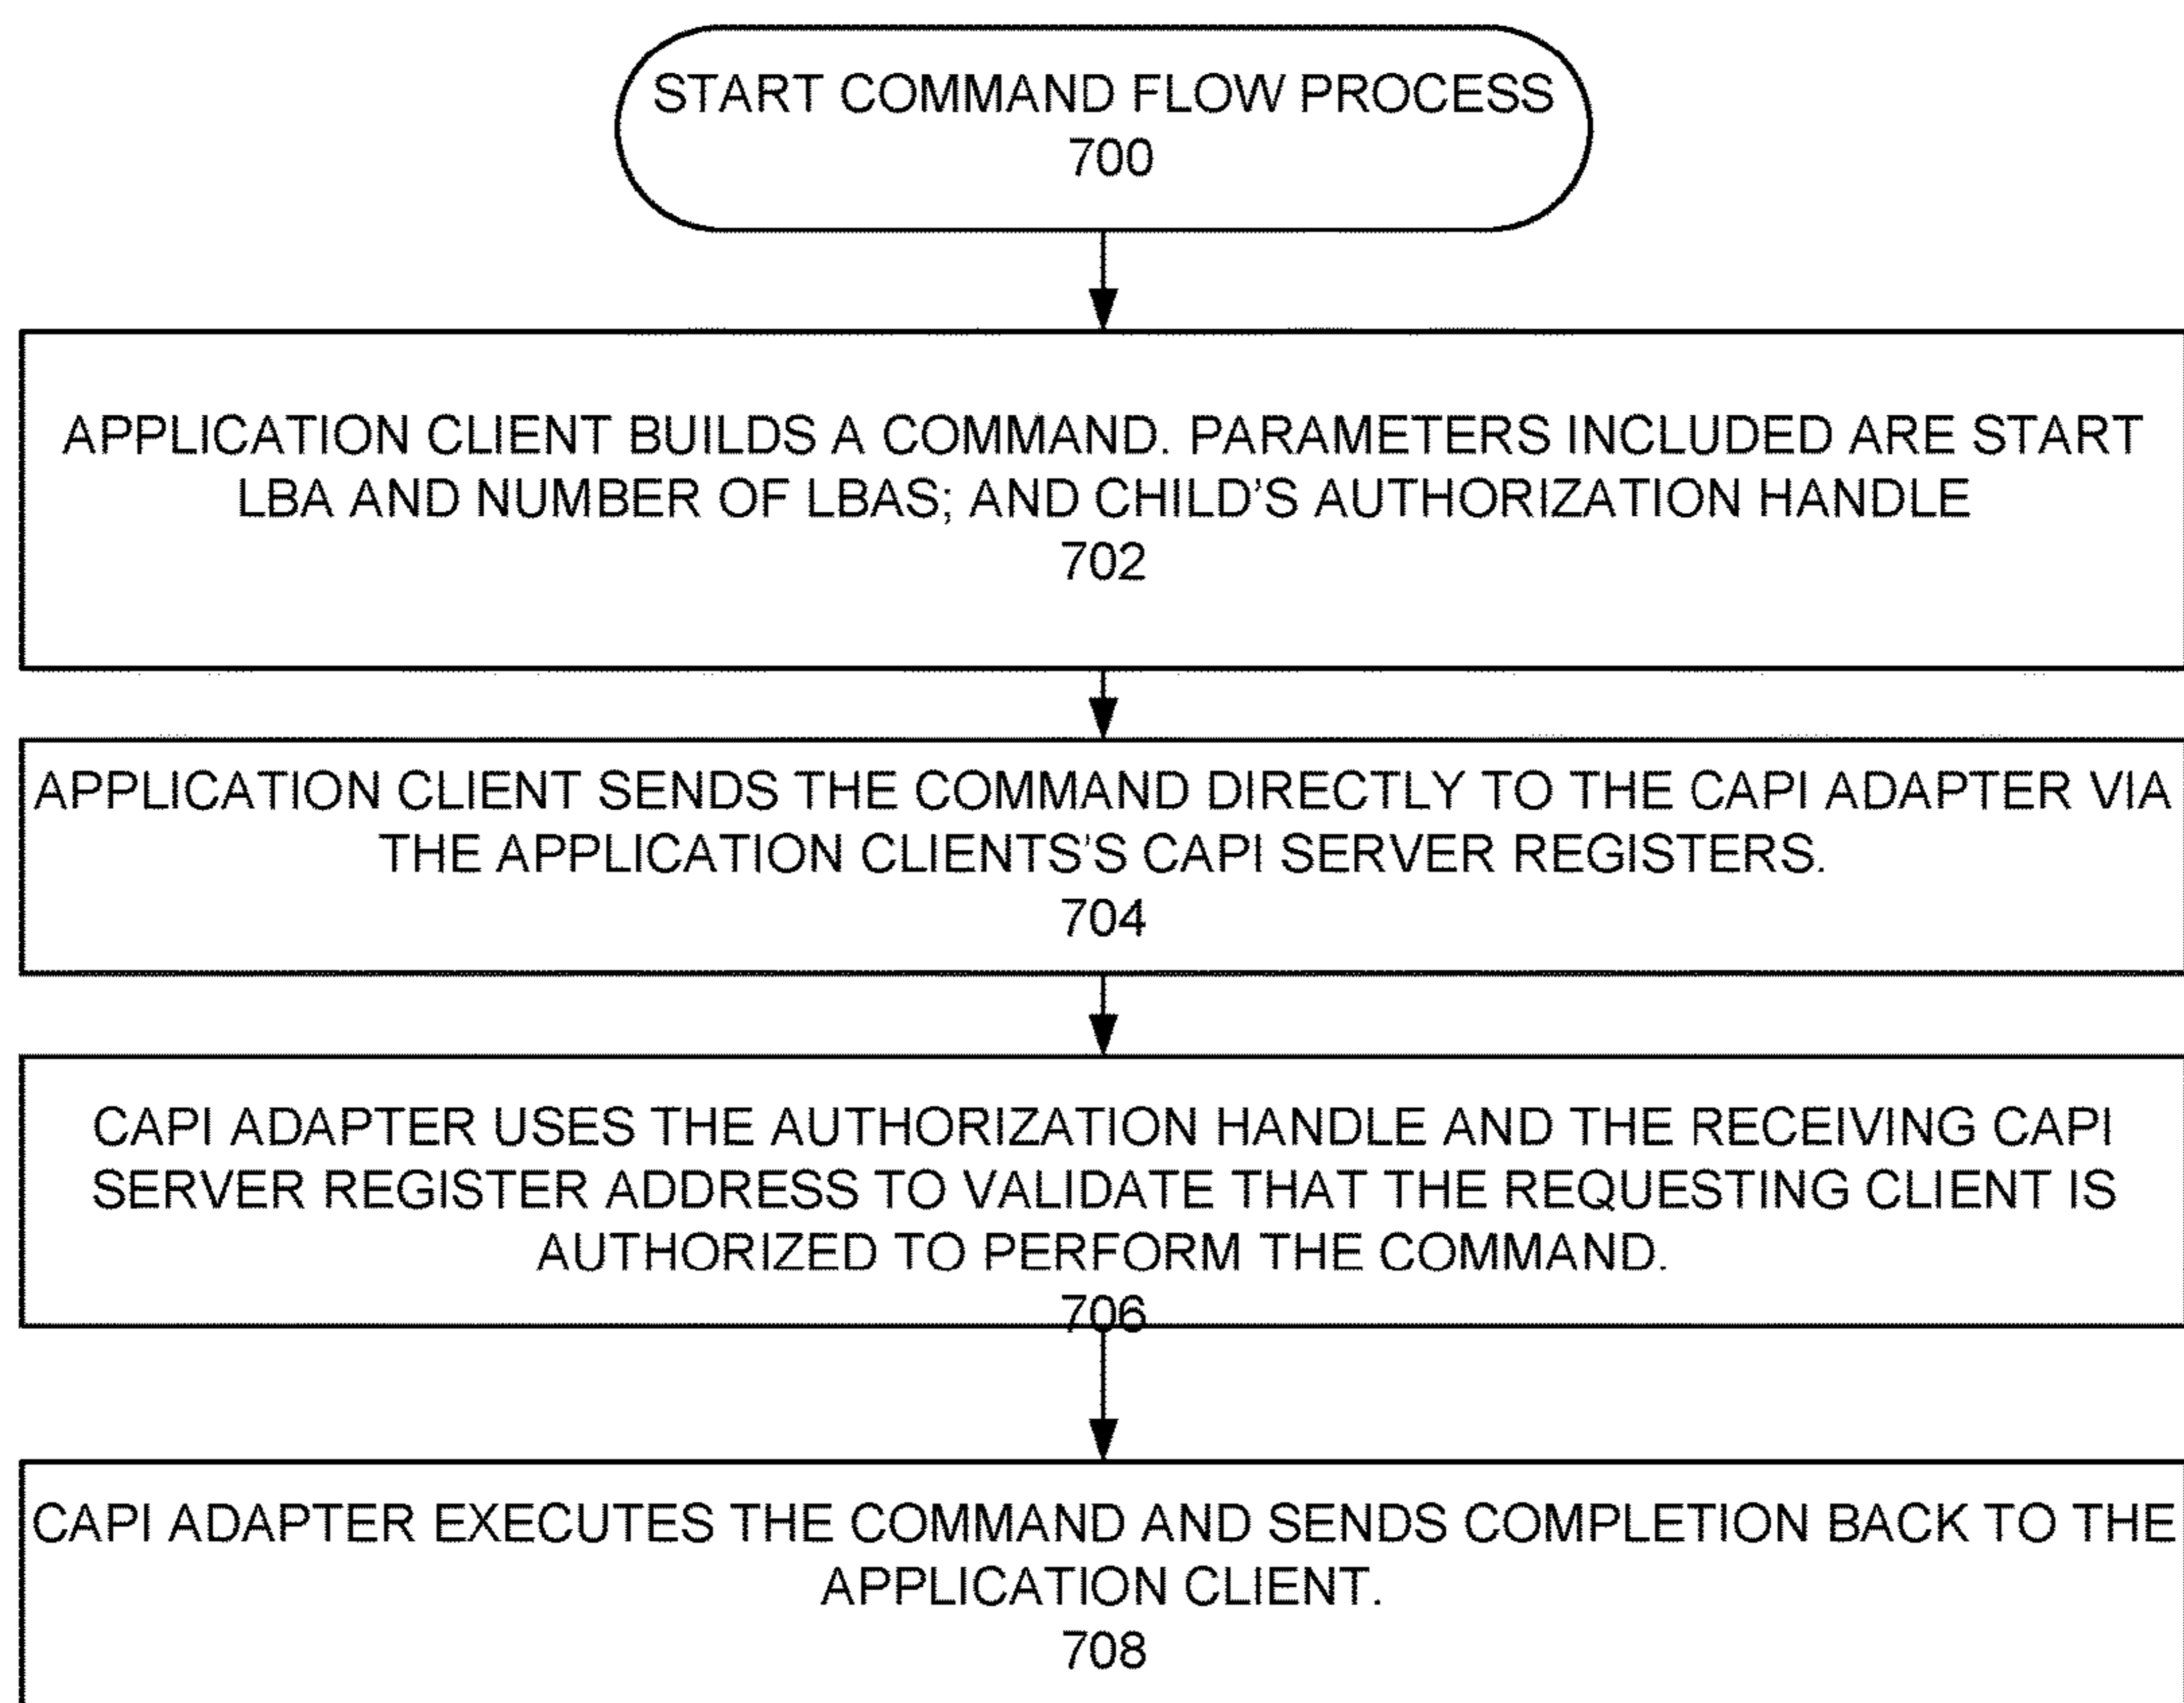 START COMMAND FLOW PROCESS
700
APPLICATION CLIENT BUILDS A COMMAND. PARAMETERS INCLUDED ARE START
LBA AND NUMBER OF LBAS; AND CHILD'S AUTHORIZATION HANDLE
702
APPLICATION CLIENT SENDS THE COMMAND DIRECTLY TO THE CAPI ADAPTER VIA
THE APPLICATION CLIENTS'S CAPI SERVER REGISTERS.
704
CAPI ADAPTER USES THE AUTHORIZATION HANDLE AND THE RECEIVING CAPI
SERVER REGISTER ADDRESS TO VALIDATE THAT THE REQUESTING CLIENT IS
AUTHORIZED TO PERFORM THE COMMAND.
706
CAPI ADAPTER EXECUTES THE COMMAND AND SENDS COMPLETION BACK TO THE
APPLICATION CLIENT.
708